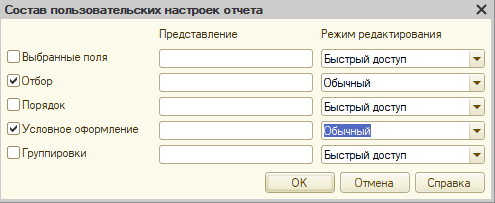 Состав пользовательских настроек отчета
Представление Режим редактирования
Выбранные поля Быстрый доступ
Отбор Обычный
Порядок Быстрый доступ
Условное оформление Обычный
Группировки Быстрый доступ
ОК Отмена Справка